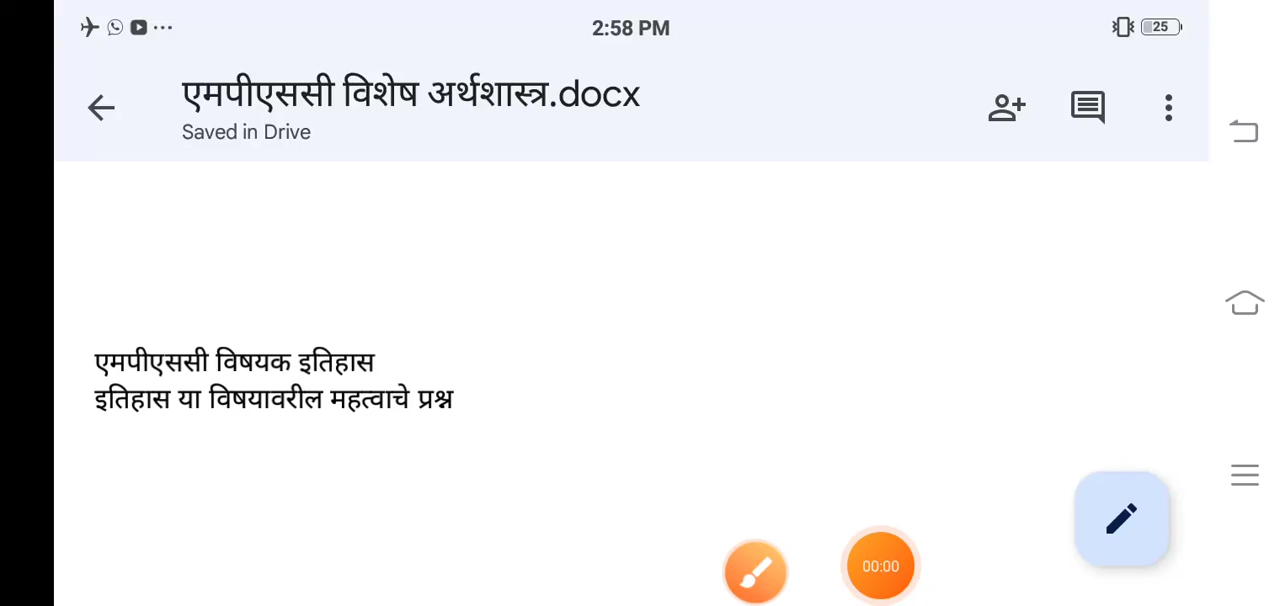 2:58 PM
25
एमपीएससी विशेष अर्थशास्त्र.docx
Saved in Drive
एमपीएससी विषयक इतिहास
इतिहास या विषयावरील महत्वाचे प्रश्न
00:00